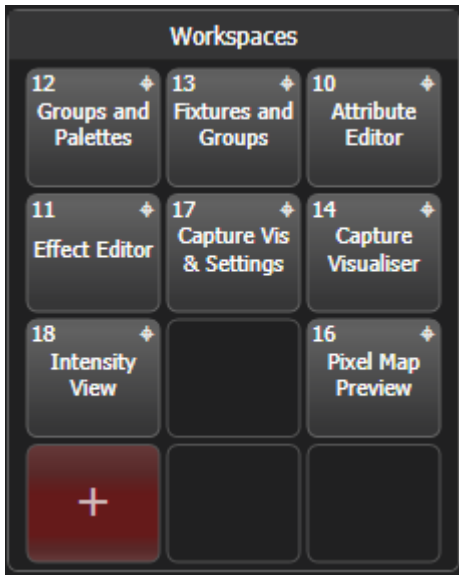 Workspaces
12
Groups and
Palettes
13
Fixtures and
Groups
10
Attribute
Editor
11
Effect Editor
17
Capture Vis
& Settings
14
Capture
Visualiser
18
Intensity
View
16
Pixel Map
Preview
+